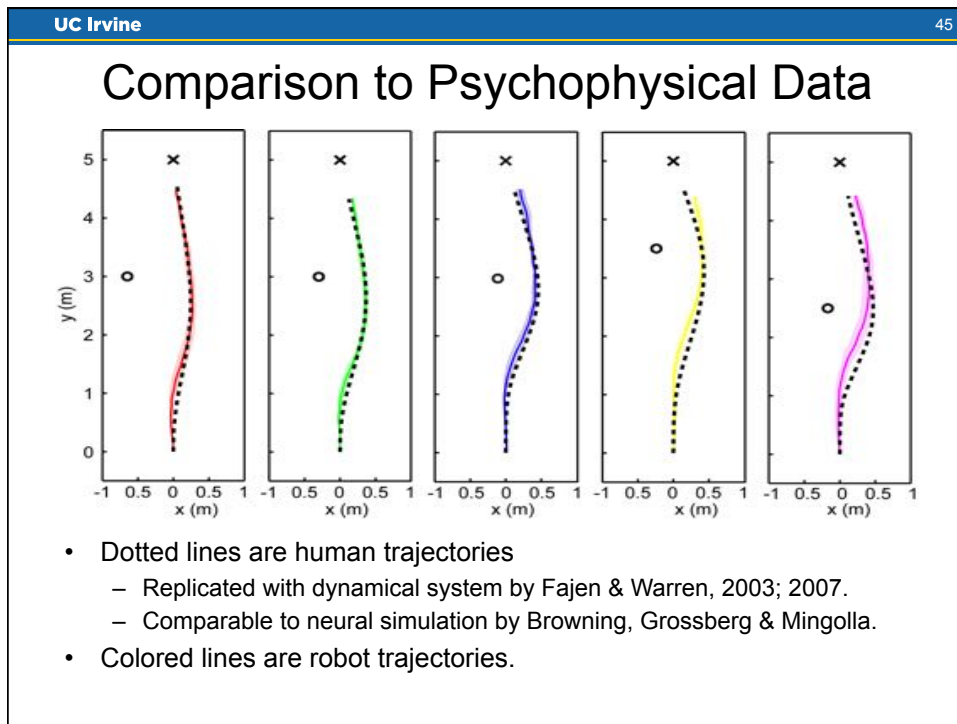 UC Irvine
45
Comparison to Psychophysical Data
5
4
3
2
1
0
y (m)
-1 0.5 0 0.5 1
x (m)
-1 0.5 0 0.5 1
x (m)
-1 0.5 0 0.5 1
x (m)
-1 0.5 0 0.5 1
x (m)
-1 0.5 0 0.5 1
x (m)
• Dotted lines are human trajectories
– Replicated with dynamical system by Fajen & Warren, 2003; 2007.
– Comparable to neural simulation by Browning, Grossberg & Mingolla.
• Colored lines are robot trajectories.